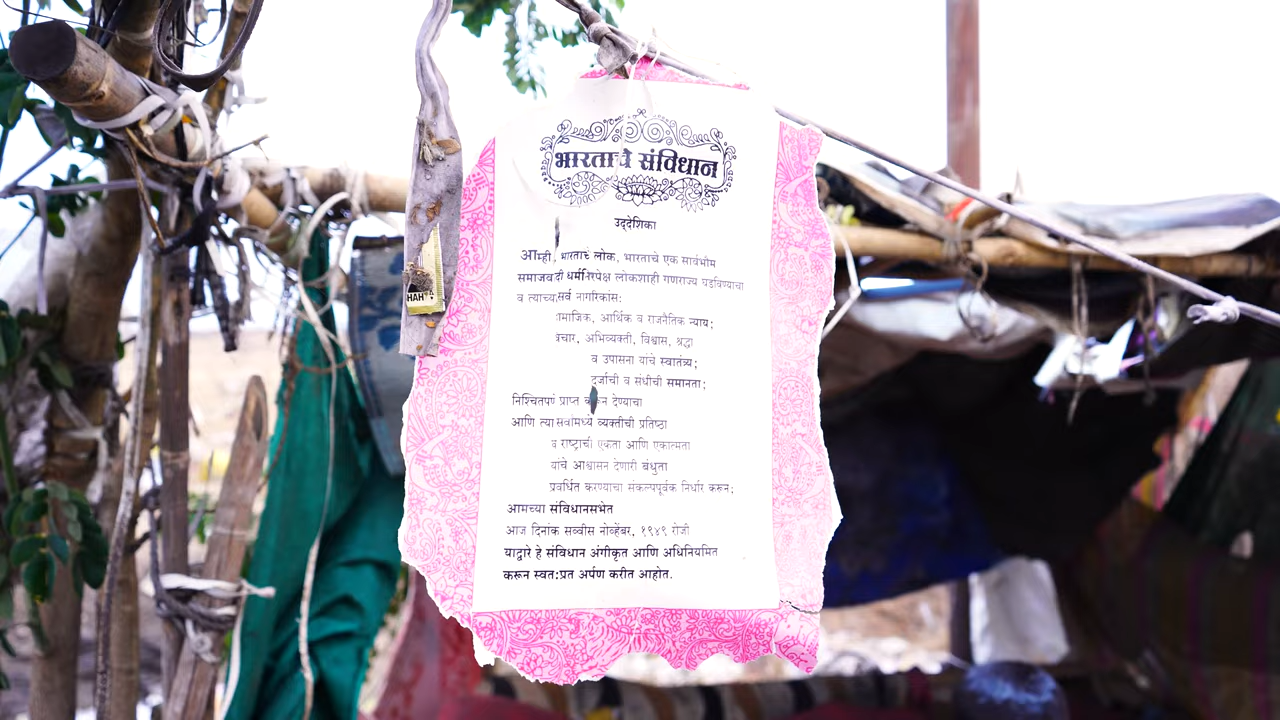 भारताचे संविधान
उद्देशिका
आम्ही भारताचे लोक, भारताचे एक सार्वभौम
समाजवादी धर्मनिरपेक्ष लोकशाही गणराज्य घडविण्याचा
व त्याच्या सर्व नागरिकांस:
सामाजिक, आर्थिक व राजनैतिक न्याय;
विचार, अभिव्यक्ती, विश्वास, श्रद्धा
व उपासना यांचे स्वातंत्र्य;
दर्जाची व संधीची समानता;
निश्चितपणे प्राप्त करून देण्याचा
आणि त्या सर्वांमध्ये व्यक्तीची प्रतिष्ठा
व राष्ट्राची एकता आणि एकात्मता
यांचे आश्वासन देणारी बंधुता
प्रवर्धित करण्याचा संकल्पपूर्वक निर्धार करून;
आमच्या संविधानसभेत
आज दिनांक सव्वीस नोव्हेंबर, १९४९ रोजी
याद्वारे हे संविधान अंगीकृत आणि अधिनियमित
करून स्वत:प्रत अर्पण करीत आहोत.